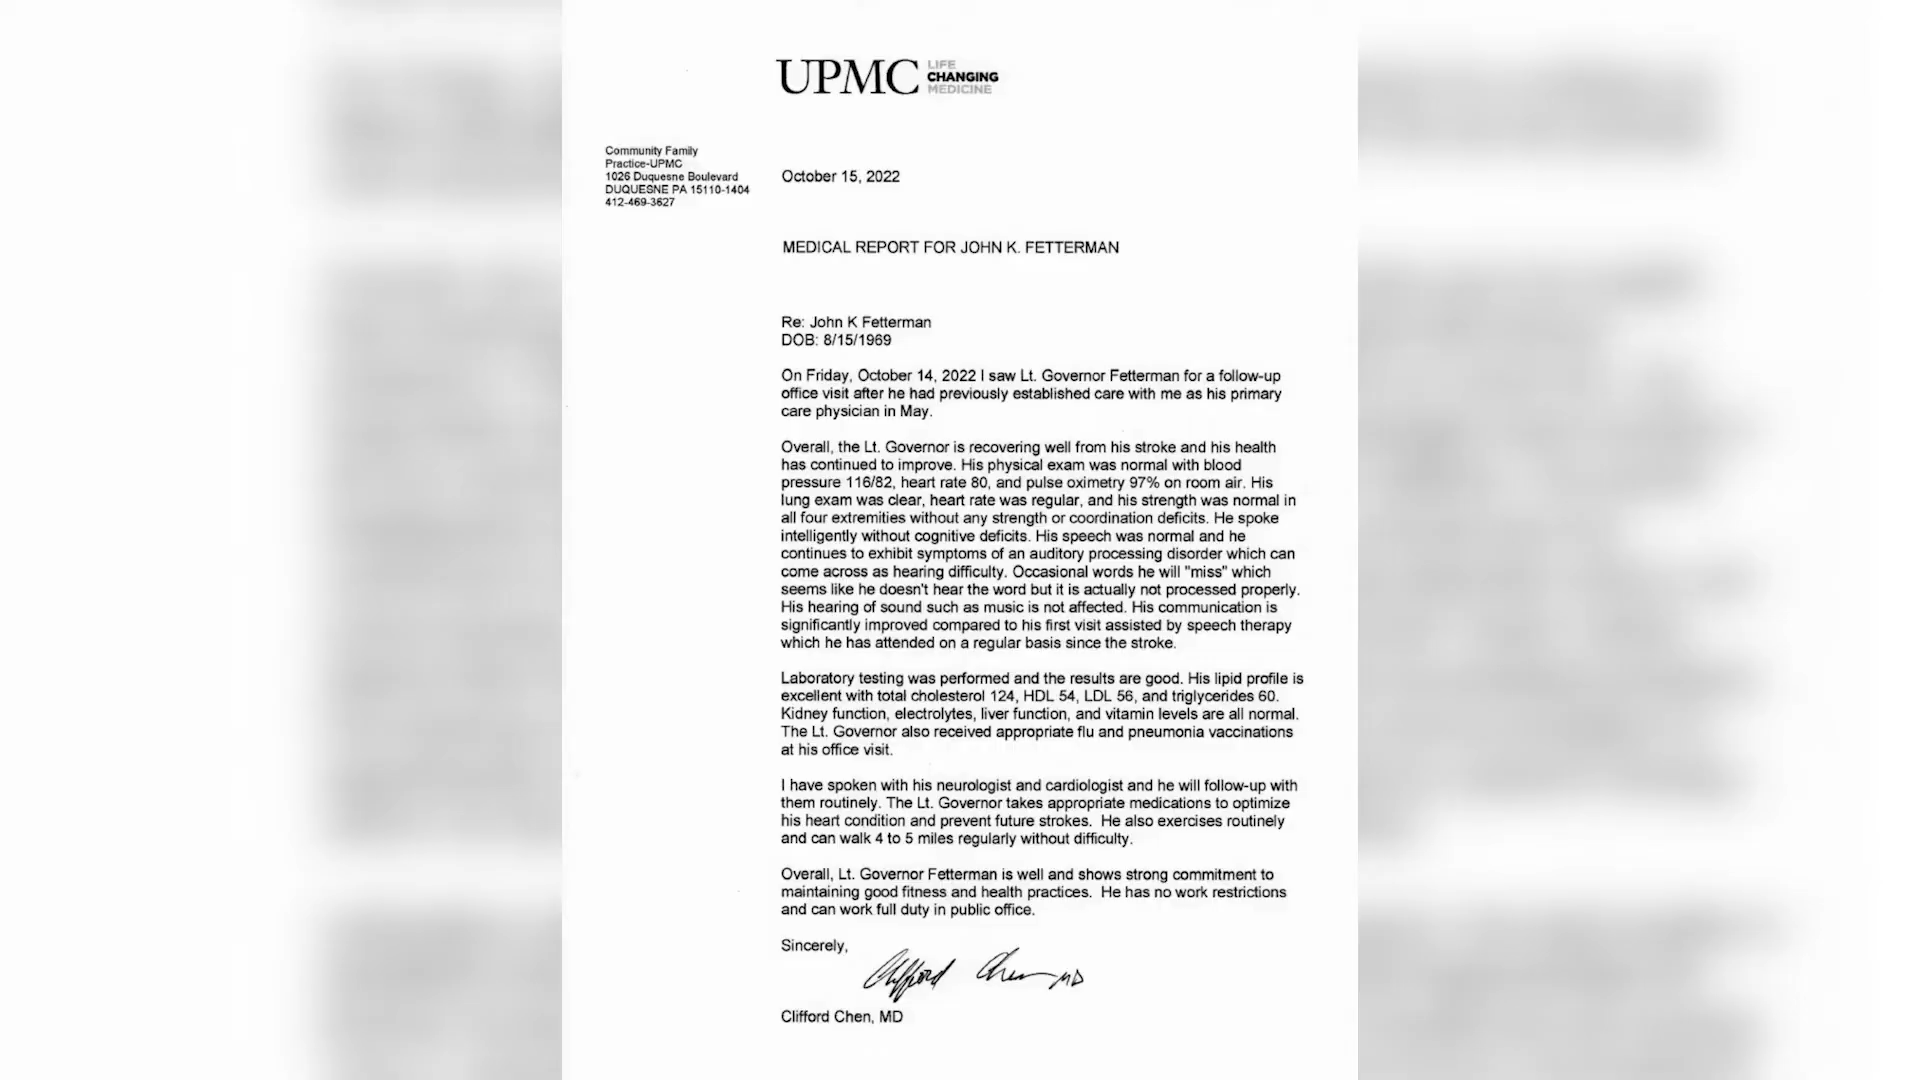 UPMC LIFE
CHANGING
MEDICINE
Community Family
Practice-UPMC
1026 Duquesne Boulevard
DUQUESNE PA 15110-1404
412-469-3627
October 15, 2022
MEDICAL REPORT FOR JOHN K. FETTERMAN
Re: John K Fetterman
DOB: 8/15/1969
On Friday, October 14, 2022 I saw Lt. Governor Fetterman for a follow-up
office visit after he had previously established care with me as his primary
care physician in May.
Overall, the Lt. Governor is recovering well from his stroke and his health
has continued to improve. His physical exam was normal with blood
pressure 116/82, heart rate 80, and pulse oximetry 97% on room air. His
lung exam was clear, heart rate was regular, and his strength was normal in
all four extremities without any strength or coordination deficits. He spoke
intelligently without cognitive deficits. His speech was normal and he
continues to exhibit symptoms of an auditory processing disorder which can
come across as hearing difficulty. Occasional words he will "miss" which
seems like he doesn't hear the word but it is actually not processed properly.
His hearing of sound such as music is not affected. His communication is
significantly improved compared to his first visit assisted by speech therapy
which he has attended on a regular basis since the stroke.
Laboratory testing was performed and the results are good. His lipid profile is
excellent with total cholesterol 124, HDL 54, LDL 56, and triglycerides 60.
Kidney function, electrolytes, liver function, and vitamin levels are all normal.
The Lt. Governor also received appropriate flu and pneumonia vaccinations
at his office visit.
I have spoken with his neurologist and cardiologist and he will follow-up with
them routinely. The Lt. Governor takes appropriate medications to optimize
his heart condition and prevent future strokes. He also exercises routinely
and can walk 4 to 5 miles regularly without difficulty.
Overall, Lt. Governor Fetterman is well and shows strong commitment to
maintaining good fitness and health practices. He has no work restrictions
and can work full duty in public office.
Sincerely,
Clifford Chen MD
Clifford Chen, MD